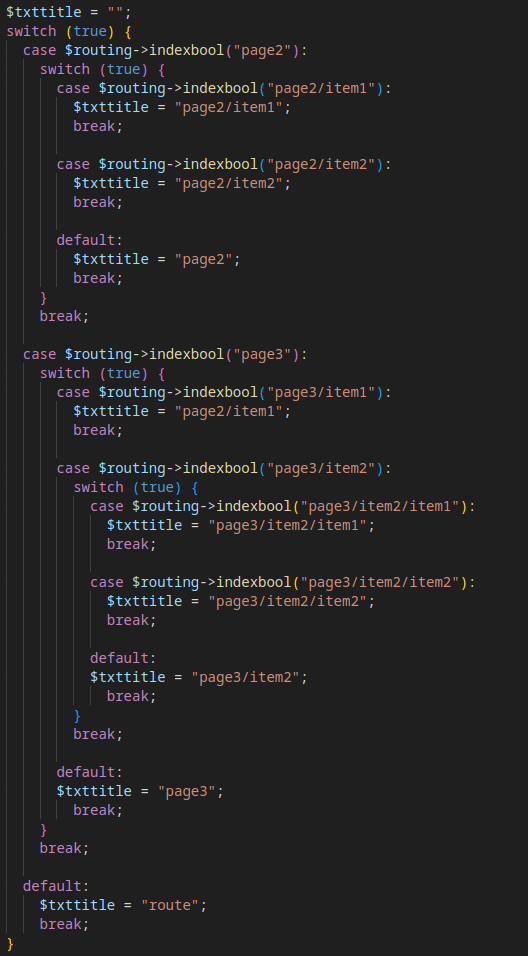 $txttitle = "";
switch (true) {
  case $routing->indexbool("page2"):
    switch (true) {
      case $routing->indexbool("page2/item1"):
        $txttitle = "page2/item1";
        break;

      case $routing->indexbool("page2/item2"):
        $txttitle = "page2/item2";
        break;

      default:
        $txttitle = "page2";
        break;
    }
    break;

  case $routing->indexbool("page3"):
    switch (true) {
      case $routing->indexbool("page3/item1"):
        $txttitle = "page2/item1";
        break;

      case $routing->indexbool("page3/item2"):
        switch (true) {
          case $routing->indexbool("page3/item2/item1"):
            $txttitle = "page3/item2/item1";
            break;

          case $routing->indexbool("page3/item2/item2"):
            $txttitle = "page3/item2/item2";
            break;

          default:
          $txttitle = "page3/item2";
            break;
        }
        break;

      default:
      $txttitle = "page3";
        break;
    }
    break;

  default:
    $txttitle = "route";
    break;
}